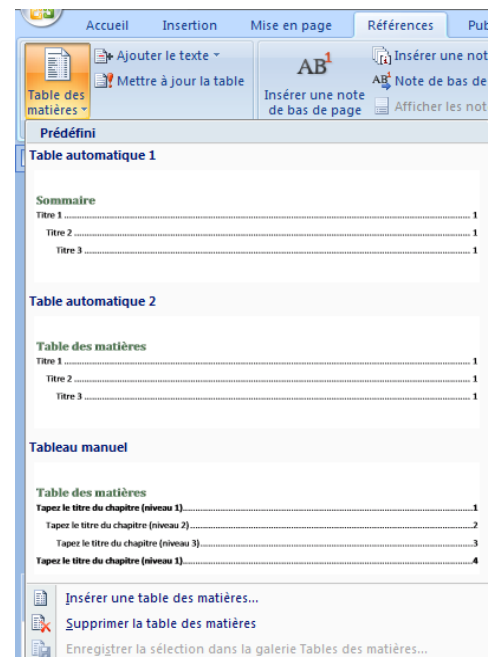 Accueil Insertion Mise en page Références Pub
Ajouter le texte
Mettre à jour la table
Table des
matières
AB1
Insérer une note
de bas de page
Insérer une not
AB1 Note de bas de
Afficher les not
Prédéfini
Table automatique 1
Sommaire
Titre 1 ........ 1
Titre 2 ........ 1
Titre 3 ........ 1
Table automatique 2
Table des matières
Titre 1 ........ 1
Titre 2 ........ 1
Titre 3 ........ 1
Tableau manuel
Table des matières
Tapez le titre du chapitre (niveau 1)........1
Tapez le titre du chapitre (niveau 2)........2
Tapez le titre du chapitre (niveau 3)........3
Tapez le titre du chapitre (niveau 1)........4
Insérer une table des matières...
Supprimer la table des matières
Enregistrer la sélection dans la galerie Tables des matières...